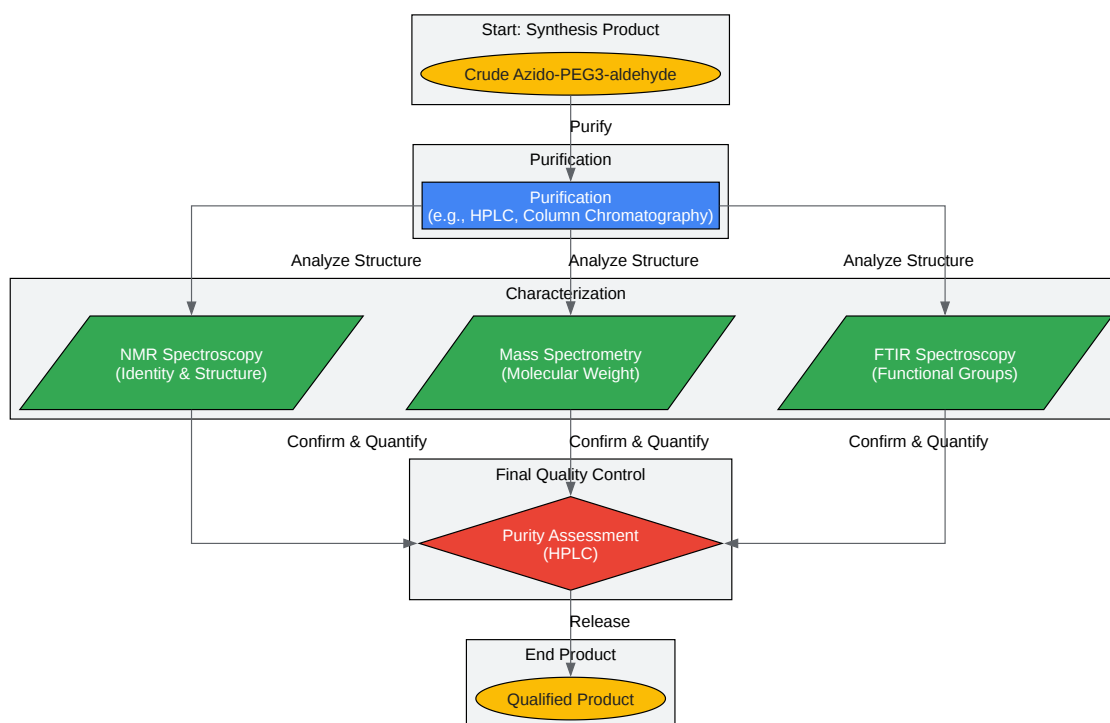 Start: Synthesis Product
Crude Azido-PEG3-aldehyde
Purify
Purification
Purification
(e.g., HPLC, Column Chromatography)
Analyze Structure
Analyze Structure
Analyze Structure
Characterization
NMR Spectroscopy
(Identity & Structure)
Mass Spectrometry
(Molecular Weight)
FTIR Spectroscopy
(Functional Groups)
Confirm & Quantify
Confirm & Quantify
Confirm & Quantify
Final Quality Control
Purity Assessment
(HPLC)
Release
End Product
Qualified Product